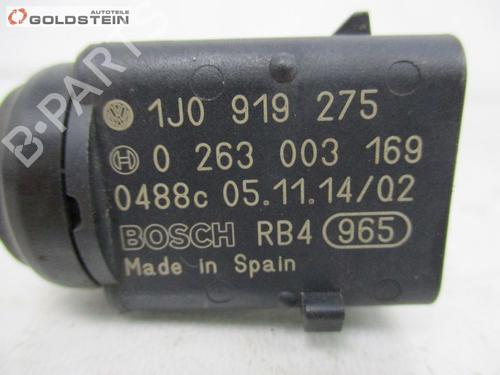 AUTOTEILE
GOLDSTEIN
B-PARTS
1J0 919 275
0 263 003 169
0488c 05.11.14/02
BOSCH RB4 965
Made in Spain